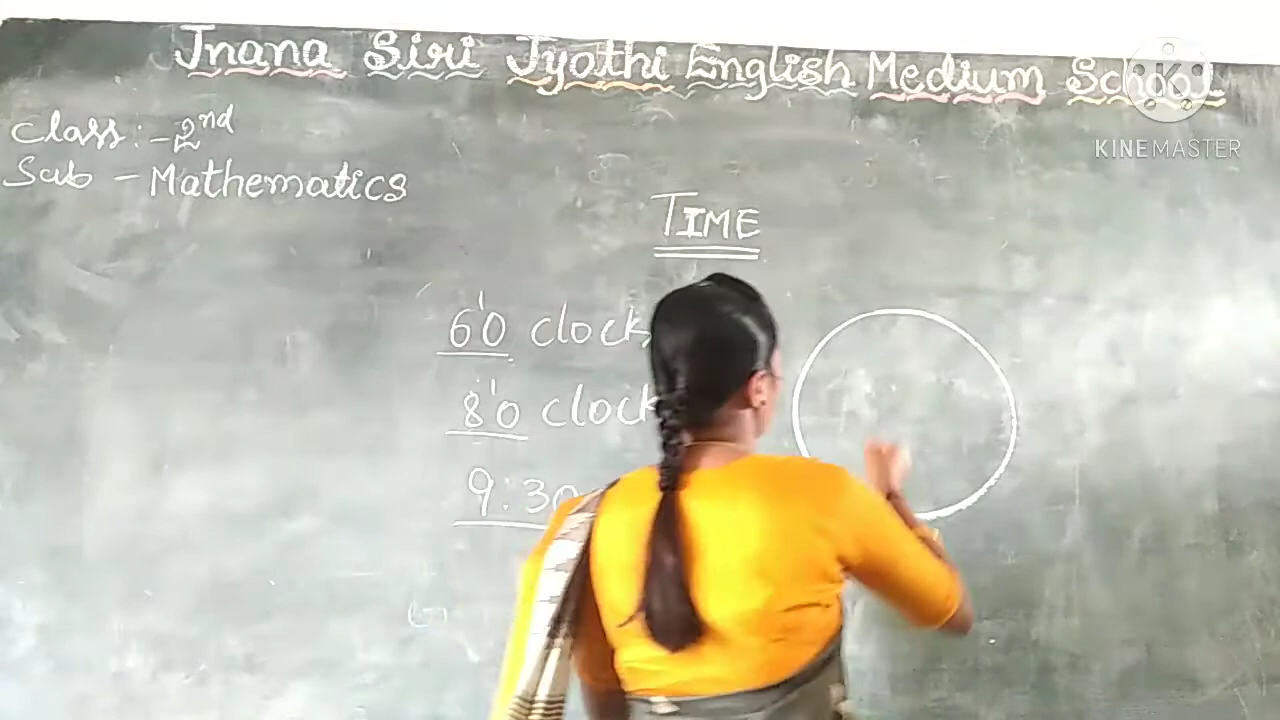 Jnana Siri Jyothi English Medium School
KINEMASTER
Class:-2nd
Sub - Mathematics
TIME
6'0 clock
8'0 clock
9:30